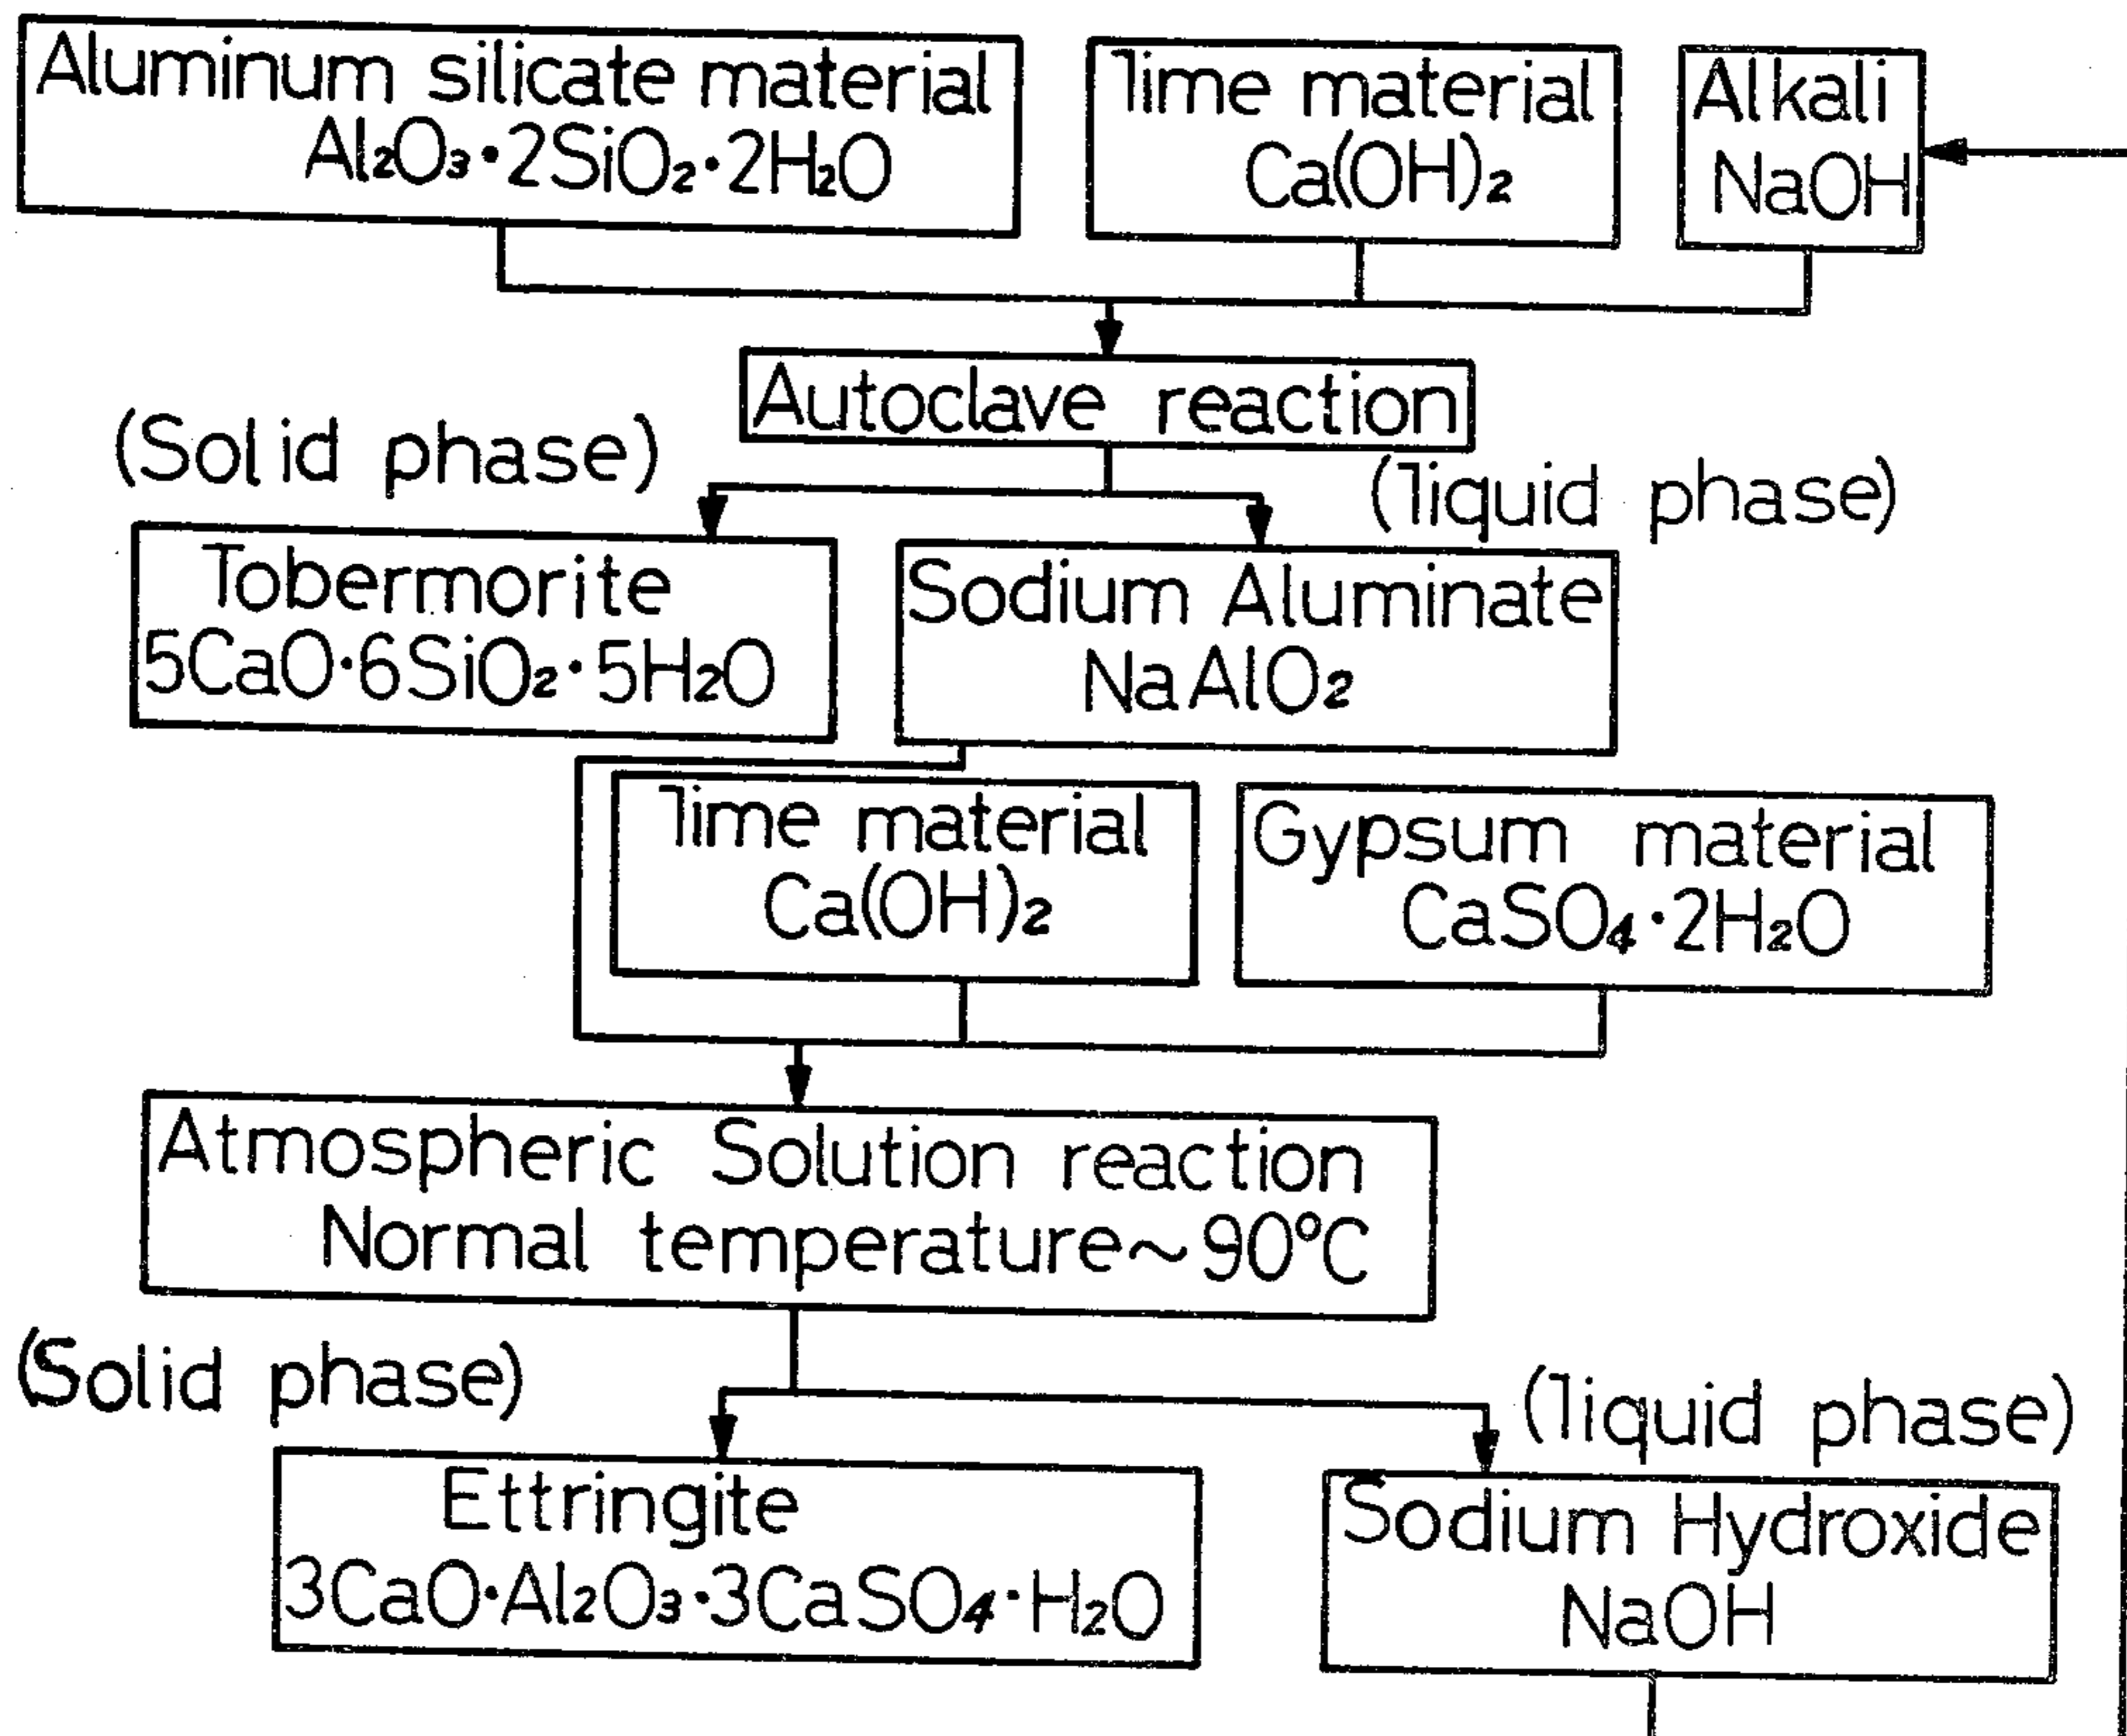 Aluminum silicate material
Al₂O₃·2SiO₂·2H₂O
lime material
Ca(OH)₂
Alkali
NaOH
Autoclave reaction
(Solid phase)
(liquid phase)
Tobermorite
5CaO·6SiO₂·5H₂O
Sodium Aluminate
NaAlO₂
lime material
Ca(OH)₂
Gypsum material
CaSO₄·2H₂O
Atmospheric Solution reaction
Normal temperature~90°C
(Solid phase)
(liquid phase)
Ettringite
3CaO·Al₂O₃·3CaSO₄·H₂O
Sodium Hydroxide
NaOH